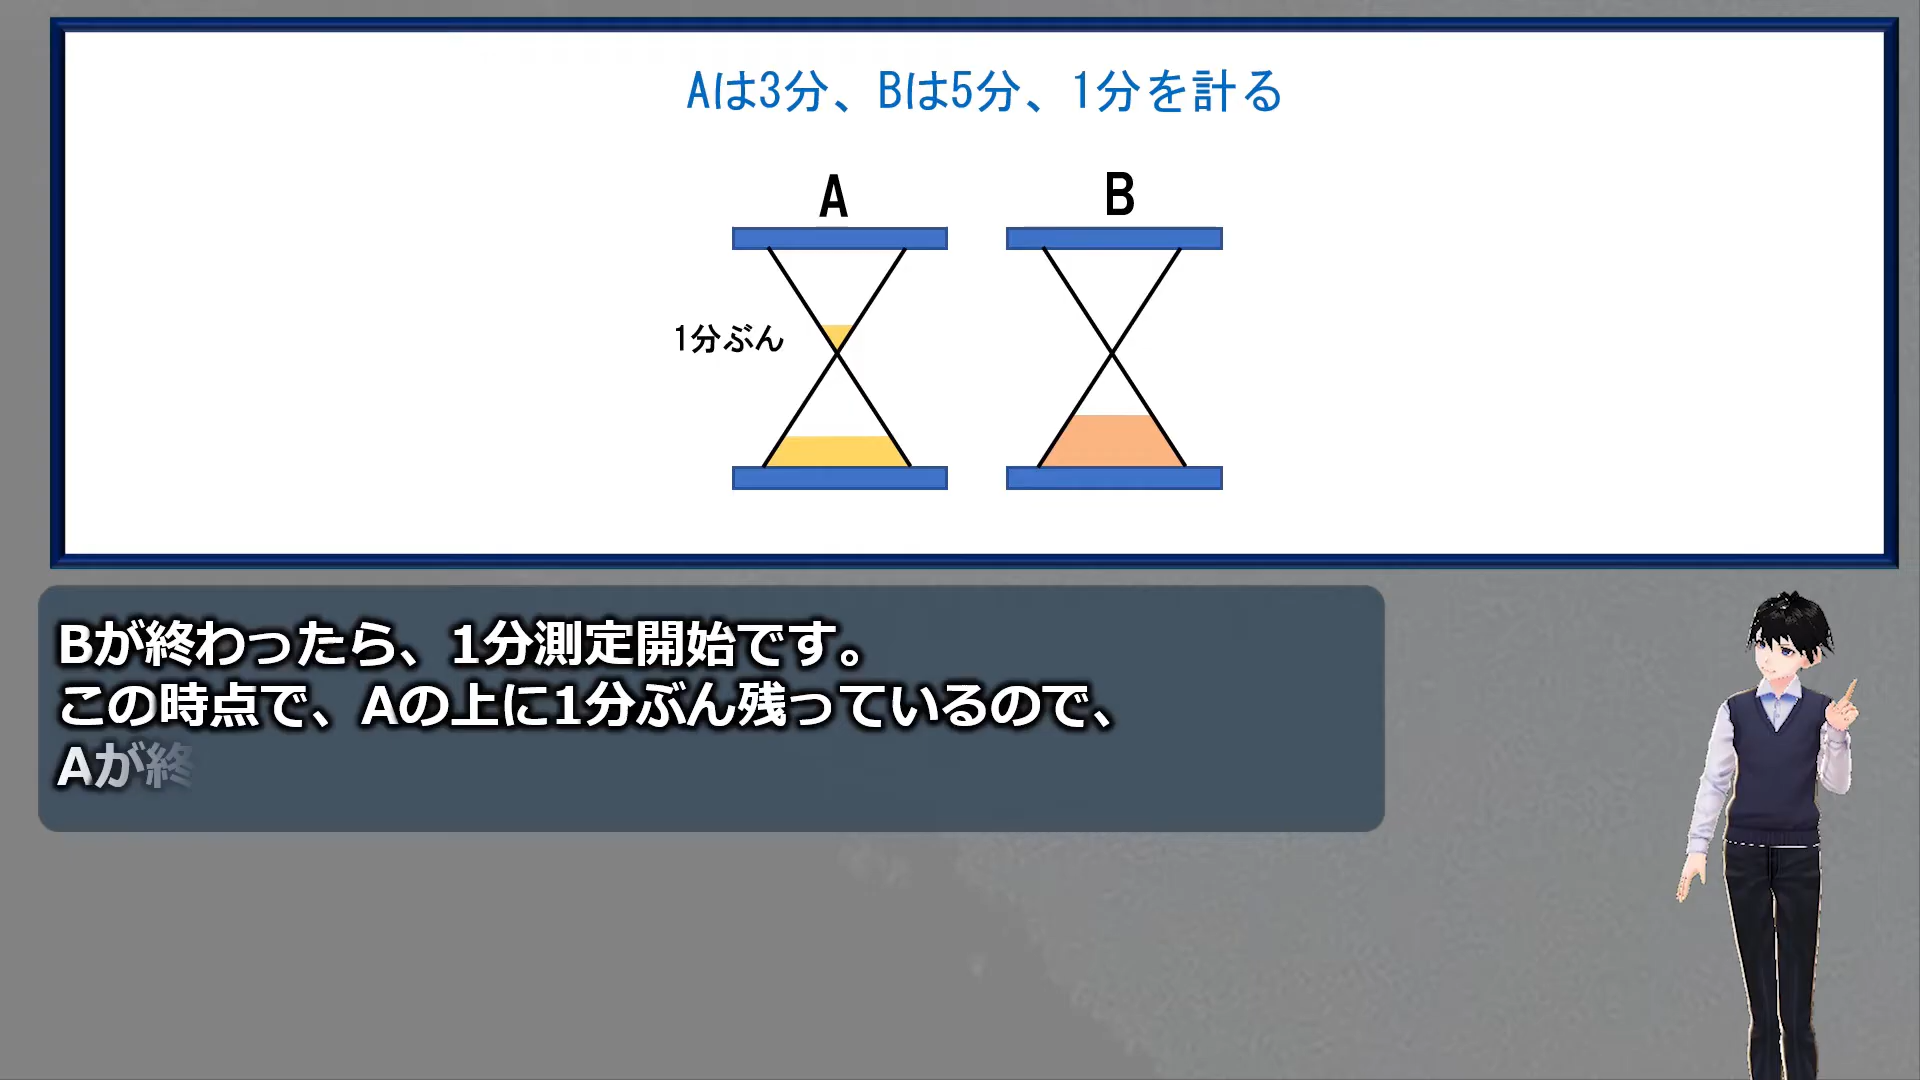 Aは3分、Bは5分、1分を計る
A
B
1分ぶん
Bが終わったら、1分測定開始です。
この時点で、Aの上に1分ぶん残っているので、
Aが終